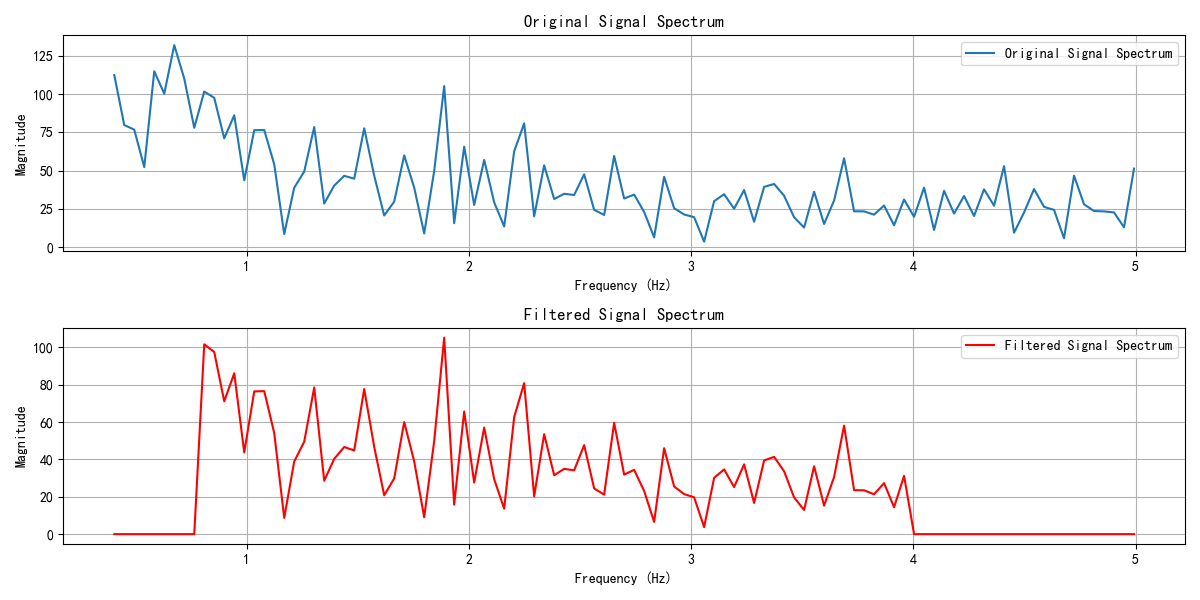 Original Signal Spectrum
Original Signal Spectrum
Magnitude
125
100
75
50
25
0
1 2 3 4 5
Frequency (Hz)
Filtered Signal Spectrum
Filtered Signal Spectrum
Magnitude
100
80
60
40
20
0
1 2 3 4 5
Frequency (Hz)